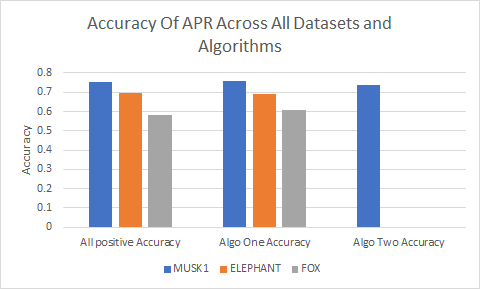 Accuracy Of APR Across All Datasets and
Algorithms
Accuracy
0.8
0.7
0.6
0.5
0.4
0.3
0.2
0.1
0
All positive Accuracy
Algo One Accuracy
Algo Two Accuracy
MUSK1
ELEPHANT
FOX